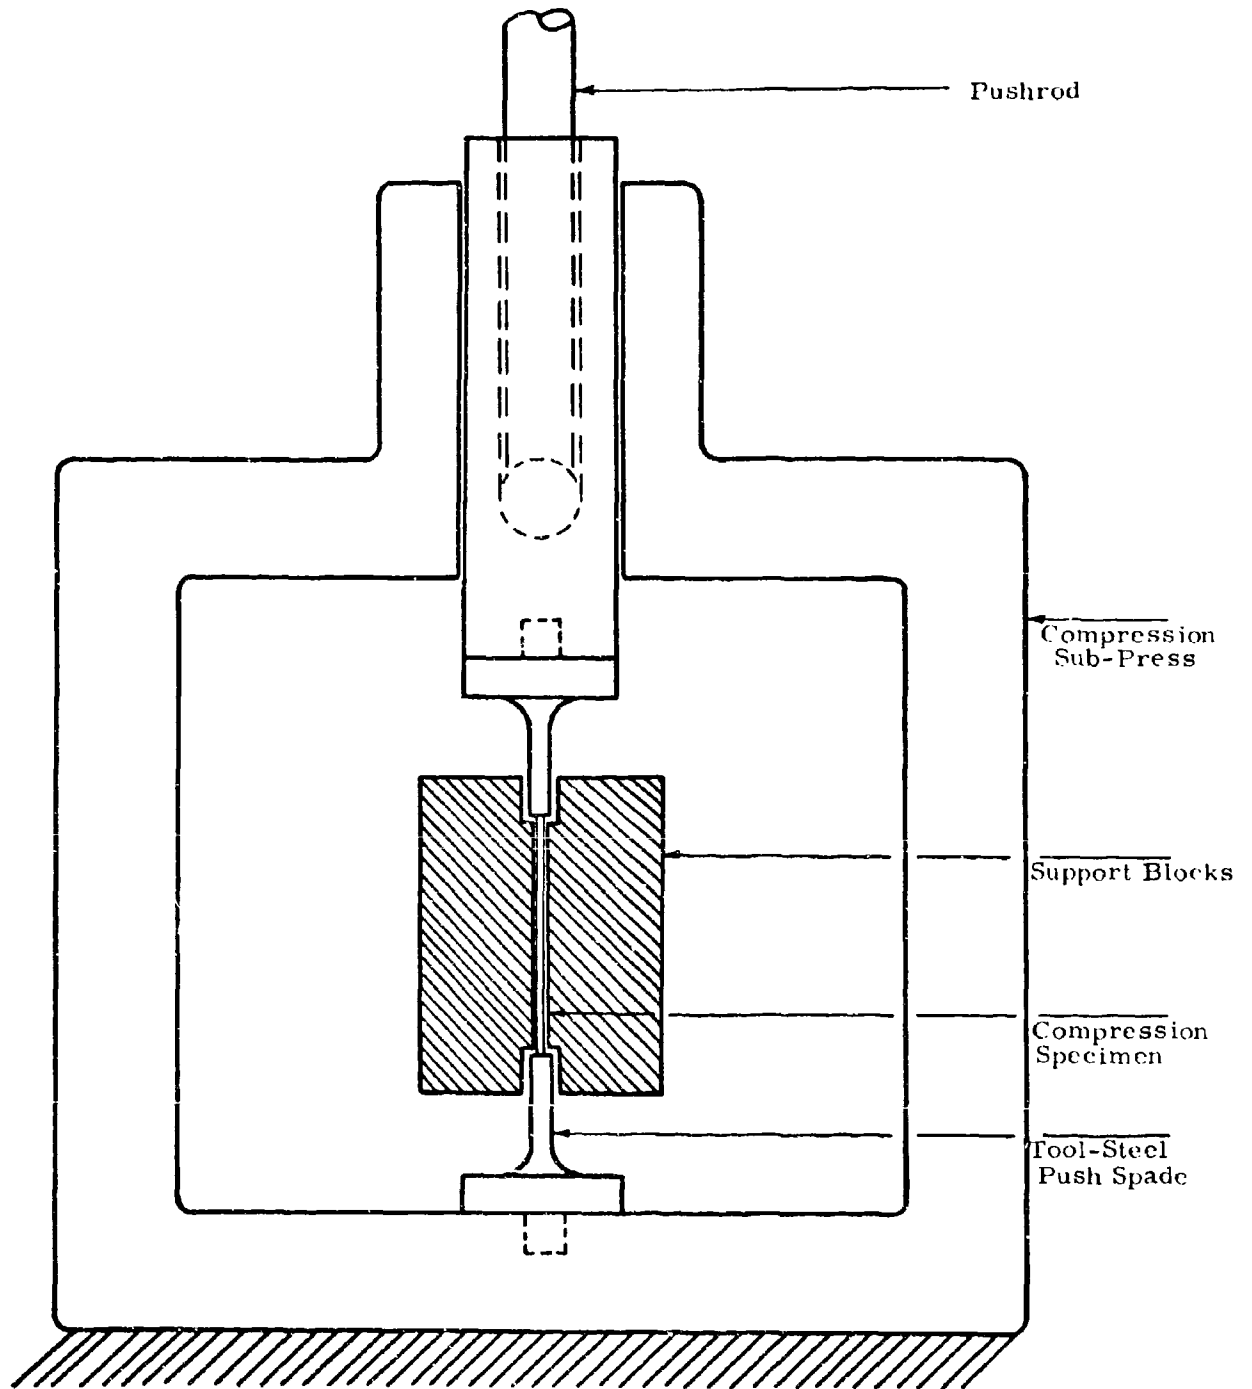 Pushrod
Compression
Sub-Press
Support Blocks
Compression
Specimen
Tool-Steel
Push Spade